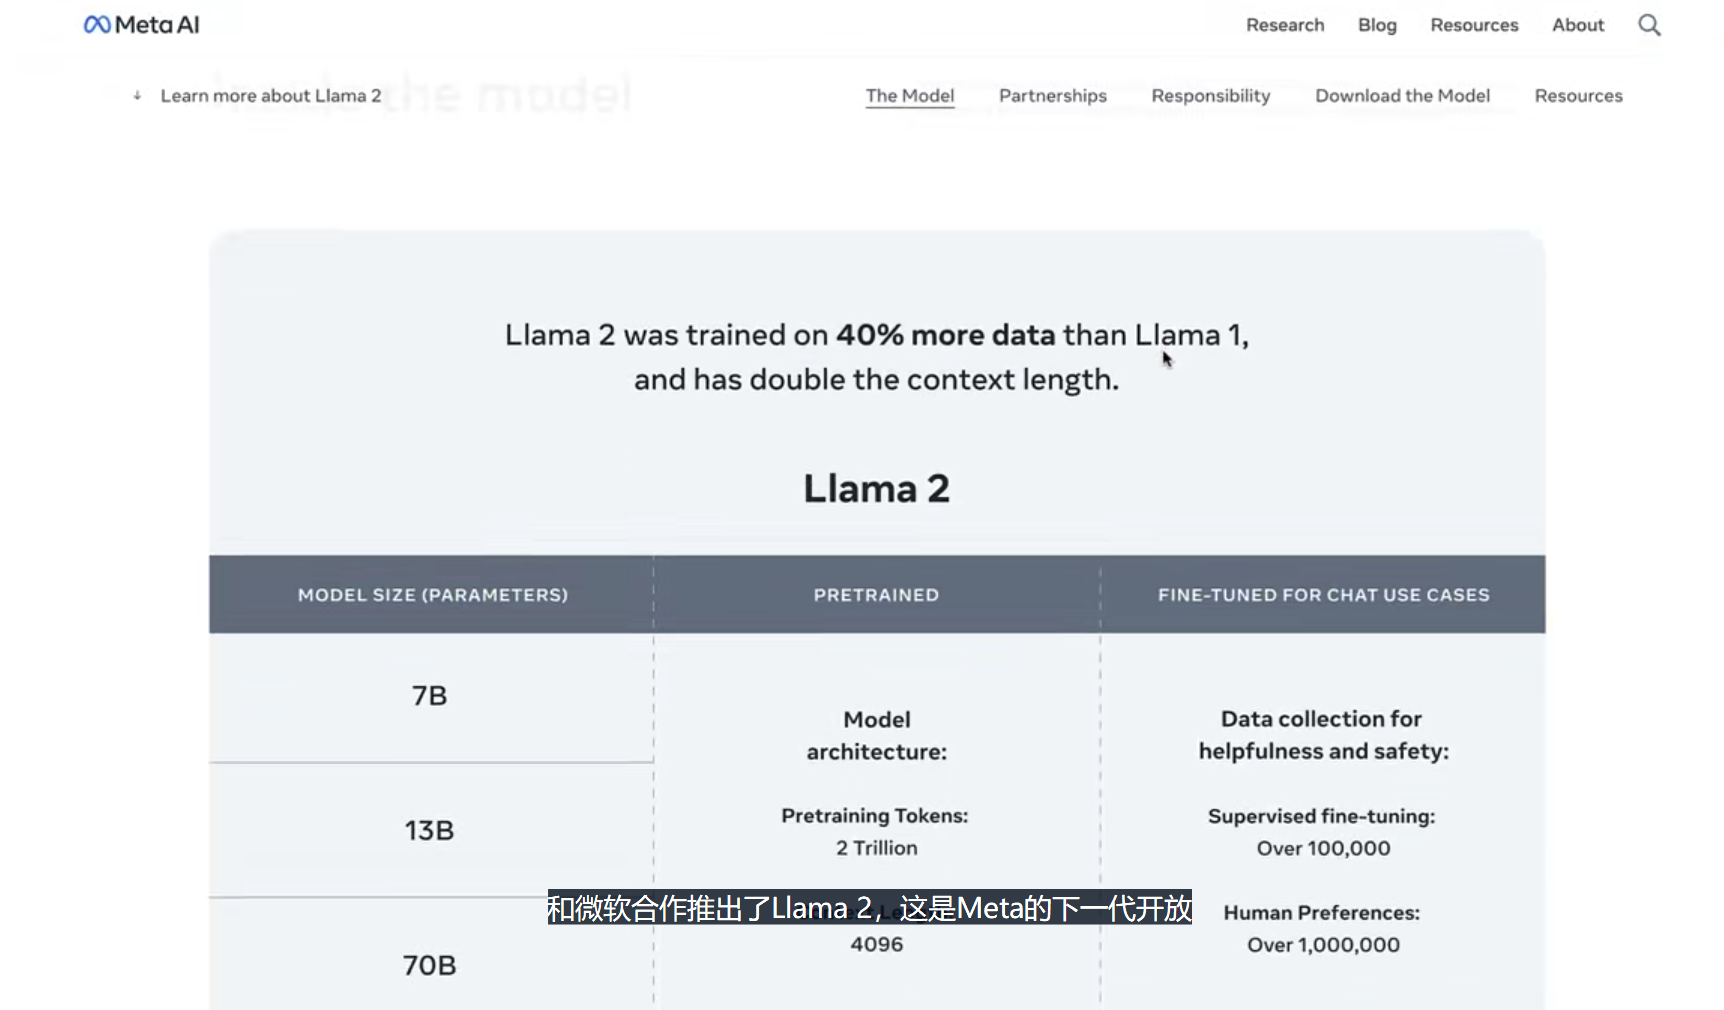 Meta AI
Research Blog Resources About
Learn more about Llama 2
The Model Partnerships Responsibility Download the Model Resources
the model
Llama 2 was trained on 40% more data than Llama 1,
and has double the context length.
Llama 2
MODEL SIZE (PARAMETERS)
PRETRAINED
FINE-TUNED FOR CHAT USE CASES
7B
13B
70B
Model
architecture:
Pretraining Tokens:
2 Trillion
4096
Data collection for
helpfulness and safety:
Supervised fine-tuning:
Over 100,000
Human Preferences:
Over 1,000,000
和微软合作推出了Llama 2，这是Meta的下一代开放